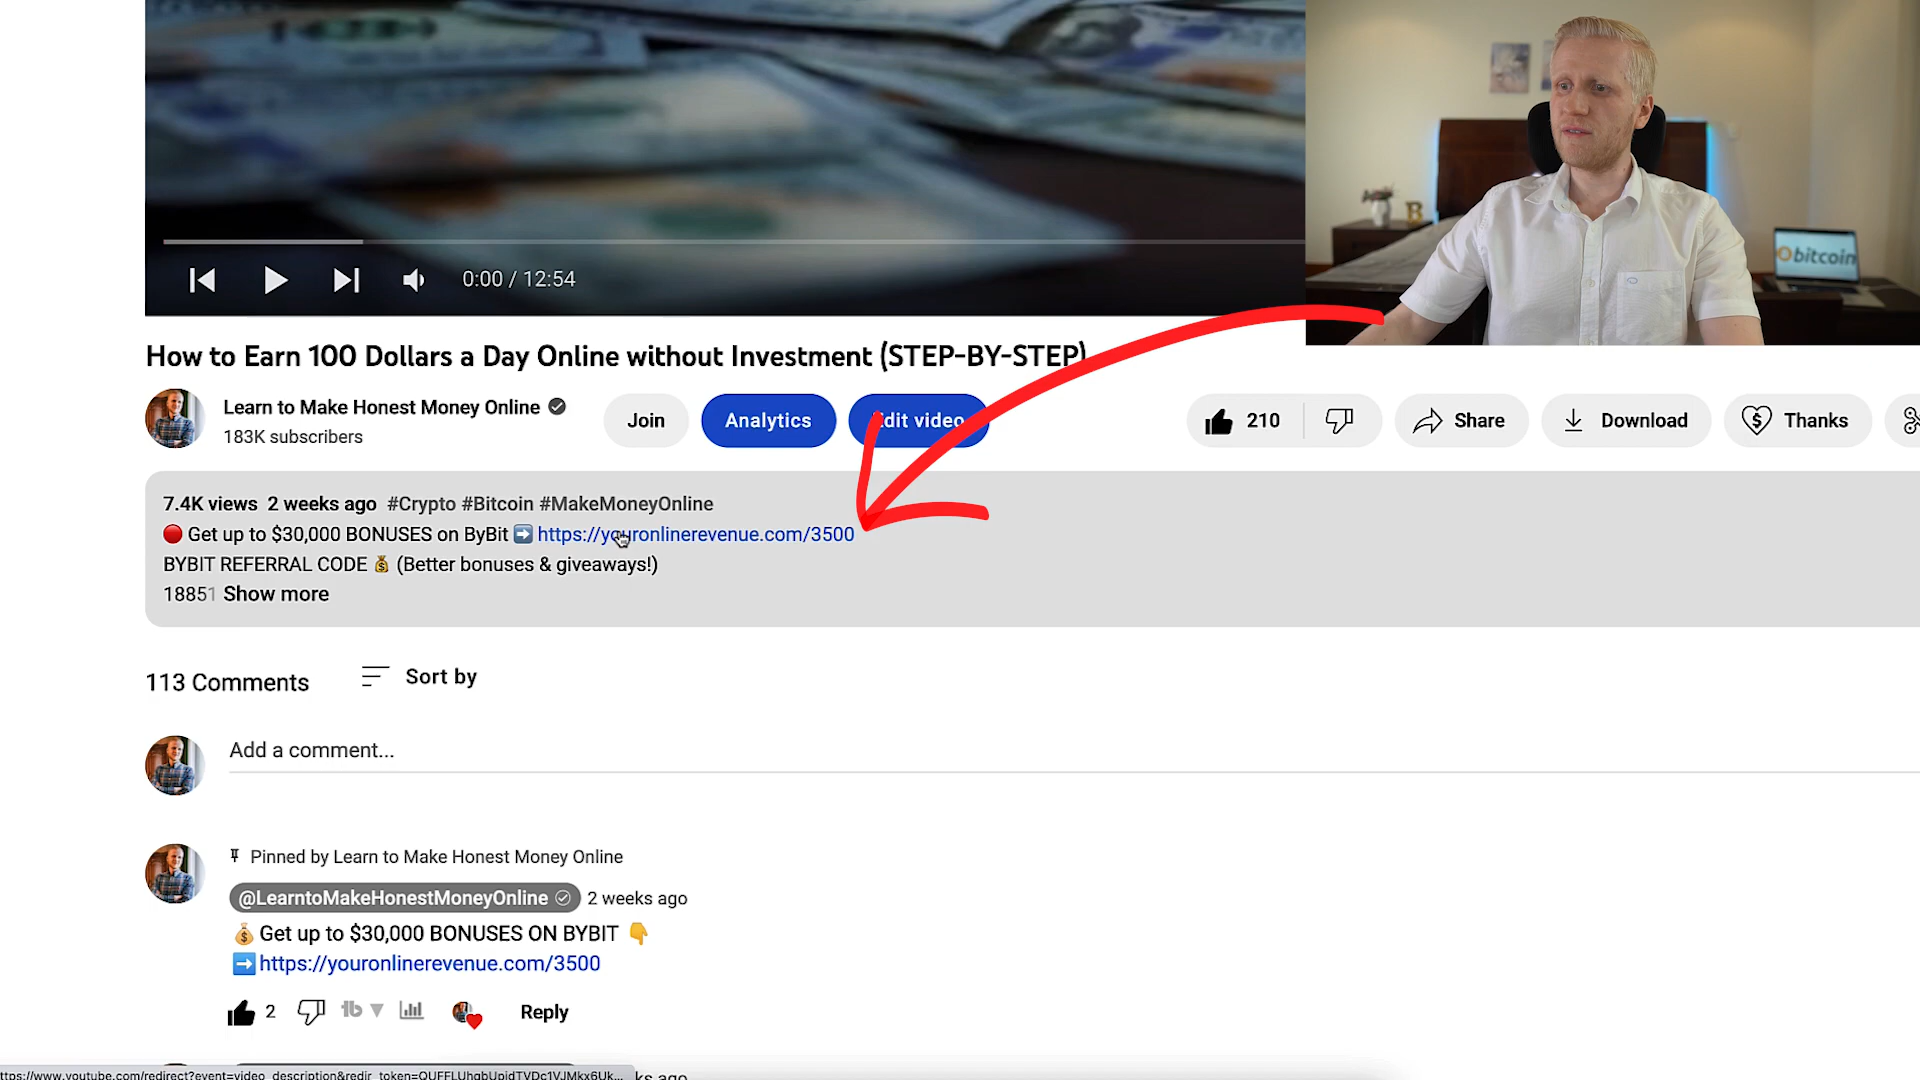 bitcoin
0:00 / 12:54
How to Earn 100 Dollars a Day Online without Investment (STEP-BY-STEP)
Learn to Make Honest Money Online
183K subscribers
Join
Analytics
Edit video
210
Share
Download
Thanks
7.4K views 2 weeks ago #Crypto #Bitcoin #MakeMoneyOnline
🔴 Get up to $30,000 BONUSES on ByBit ➡️ https://youronlinerevenue.com/3500
BYBIT REFERRAL CODE 💰 (Better bonuses & giveaways!)
18851 Show more
113 Comments
Sort by
Add a comment...
Pinned by Learn to Make Honest Money Online
@LearntoMakeHonestMoneyOnline 2 weeks ago
💰 Get up to $30,000 BONUSES ON BYBIT 👇
➡️ https://youronlinerevenue.com/3500
2
Reply